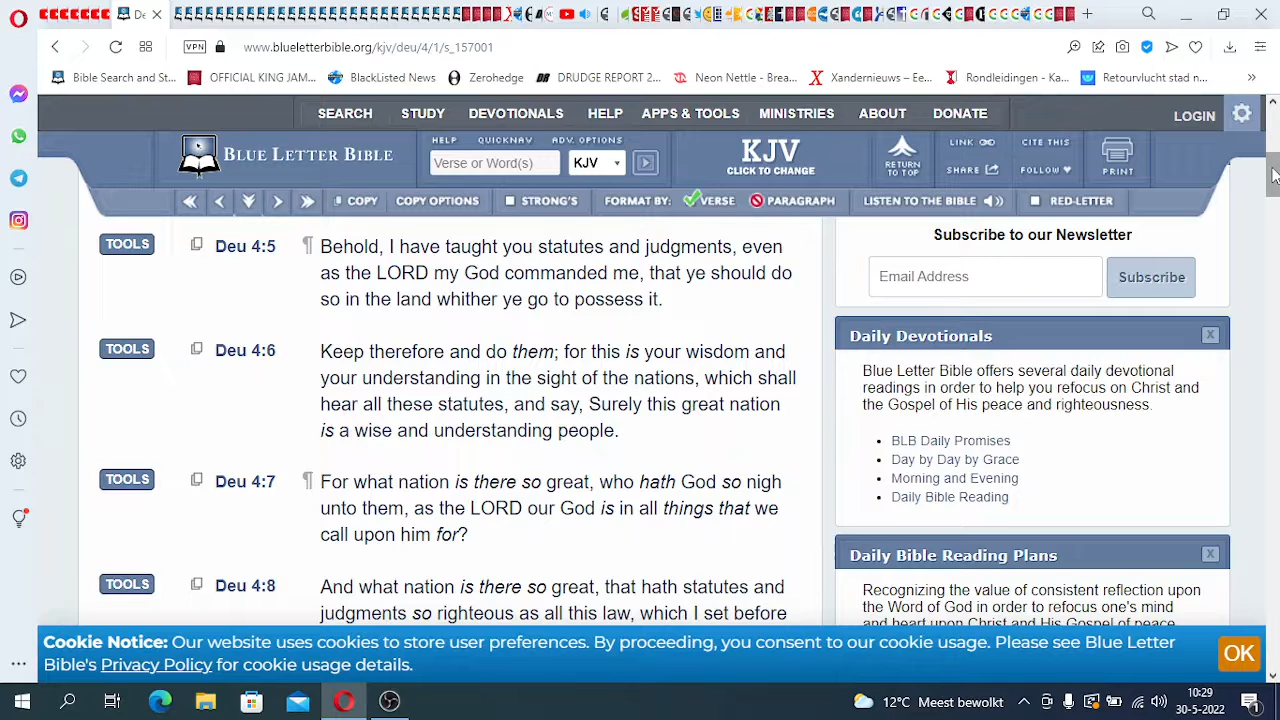 De
www.blueletterbible.org/kjv/deu/4/1/s_157001
VPN
Bible Search and St...
OFFICIAL KING JAM...
BlackListed News
Zerohedge
DRUDGE REPORT 2...
Neon Nettle - Brea...
Xandernieuws – Ee...
Rondleidingen - Ka...
Retourvlucht stad n...
SEARCH STUDY DEVOTIONALS HELP APPS & TOOLS MINISTRIES ABOUT DONATE
LOGIN
BLUE LETTER BIBLE
HELP QUICKNAV ADV. OPTIONS
Verse or Word(s)
KJV
KJV
CLICK TO CHANGE
RETURN
TO TOP
LINK
CITE THIS
SHARE
FOLLOW
PRINT
COPY COPY OPTIONS STRONG'S FORMAT BY: VERSE PARAGRAPH LISTEN TO THE BIBLE RED-LETTER
TOOLS
Deu 4:5
¶ Behold, I have taught you statutes and judgments, even
as the LORD my God commanded me, that ye should do
so in the land whither ye go to possess it.
TOOLS
Deu 4:6
Keep therefore and do them; for this is your wisdom and
your understanding in the sight of the nations, which shall
hear all these statutes, and say, Surely this great nation
is a wise and understanding people.
TOOLS
Deu 4:7
¶ For what nation is there so great, who hath God so nigh
unto them, as the LORD our God is in all things that we
call upon him for?
TOOLS
Deu 4:8
And what nation is there so great, that hath statutes and
judgments so righteous as all this law, which I set before
Subscribe to our Newsletter
Email Address
Subscribe
Daily Devotionals
X
Blue Letter Bible offers several daily devotional
readings in order to help you refocus on Christ and
the Gospel of His peace and righteousness.
• BLB Daily Promises
• Day by Day by Grace
• Morning and Evening
• Daily Bible Reading
Daily Bible Reading Plans
X
Recognizing the value of consistent reflection upon
the Word of God in order to refocus one's mind
and heart upon Christ and His Gospel of peace
Cookie Notice: Our website uses cookies to store user preferences. By proceeding, you consent to our cookie usage. Please see Blue Letter
Bible's Privacy Policy for cookie usage details.
OK
12°C Meest bewolkt
10:29
30-5-2022